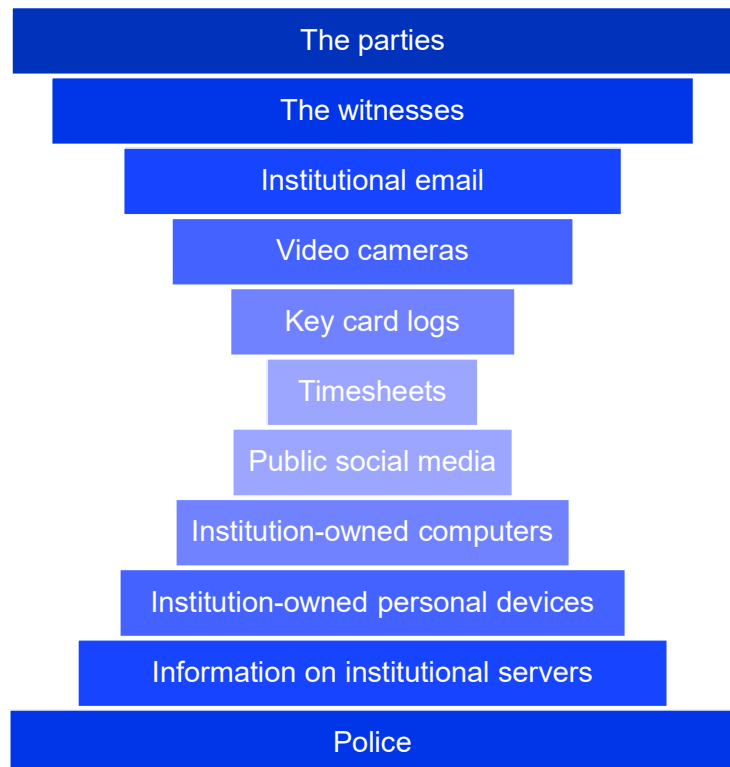 The parties
The witnesses
Institutional email
Video cameras
Key card logs
Timesheets
Public social media
Institution-owned computers
Institution-owned personal devices
Information on institutional servers
Police